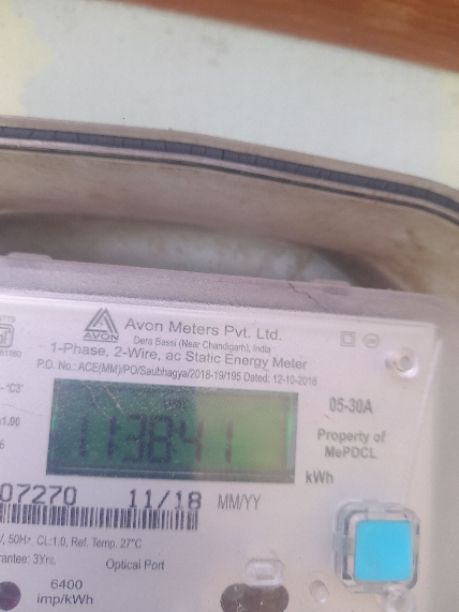 AVON
Avon Meters Pvt. Ltd.
Dera Bassi (Near Chandigarh), India
1-Phase, 2-Wire, ac Static Energy Meter
P.O. No.: ACE(MM)/PO/Saubhagya/2018-19/195 Dated: 12-10-2018
05-30A
Property of
MePDCL
kWh
07270 11/18 MM/YY
50Hz, CL:1.0, Ref. Temp. 27°C
3Yrs.
Optical Port
6400
imp/kWh